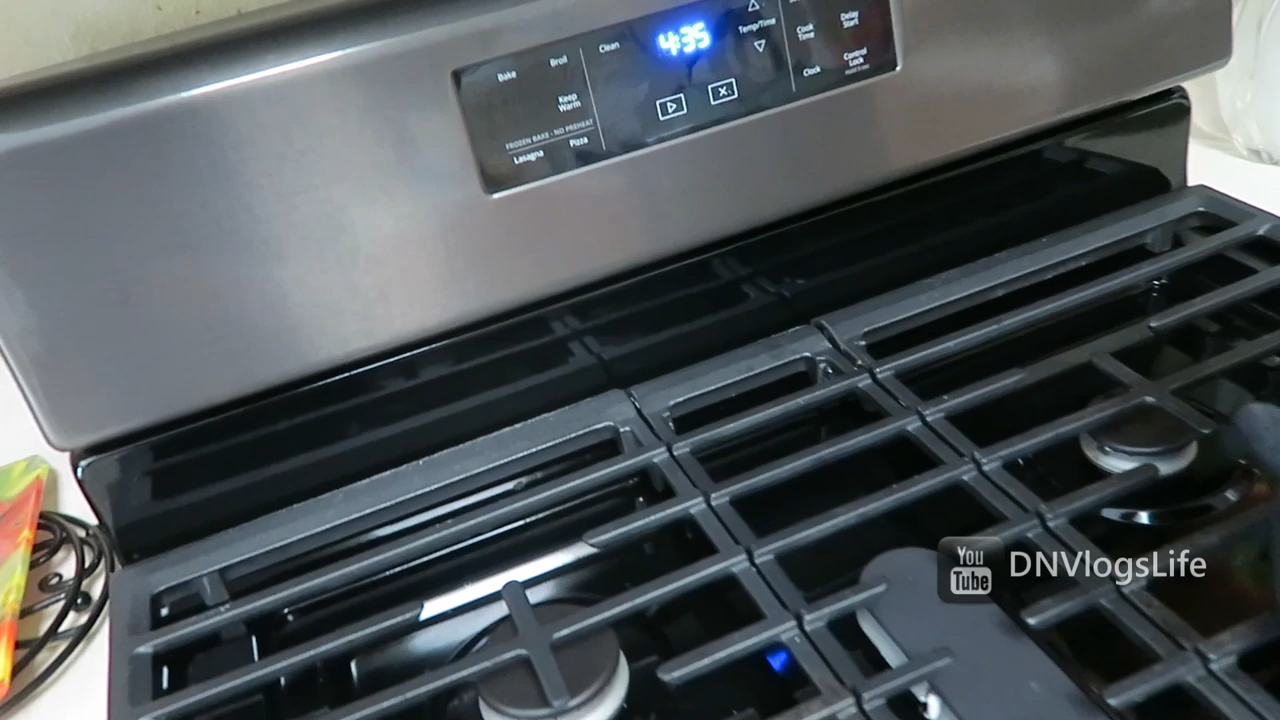 Bake
Broil
Clean
4:35
Temp/Time
Cook
Time
Delay
Start
Keep
Warm
Clock
Control
Lock
FROZEN BAKE - NO PREHEAT
Lasagna
Pizza
You
Tube
DNVlogsLife